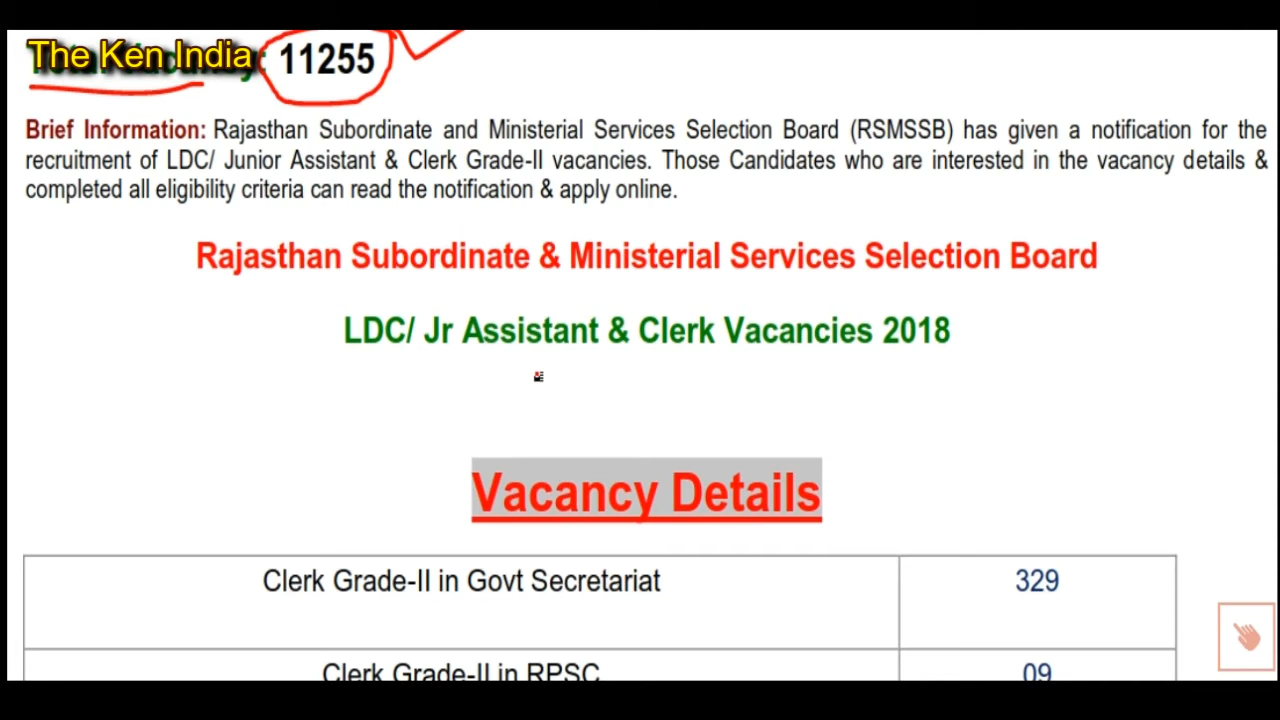 The Ken India
11255
Brief Information: Rajasthan Subordinate and Ministerial Services Selection Board (RSMSSB) has given a notification for the
recruitment of LDC/ Junior Assistant & Clerk Grade-II vacancies. Those Candidates who are interested in the vacancy details &
completed all eligibility criteria can read the notification & apply online.
Rajasthan Subordinate & Ministerial Services Selection Board
LDC/ Jr Assistant & Clerk Vacancies 2018
Vacancy Details
Clerk Grade-II in Govt Secretariat 329
Clerk Grade-II in RPSC 09